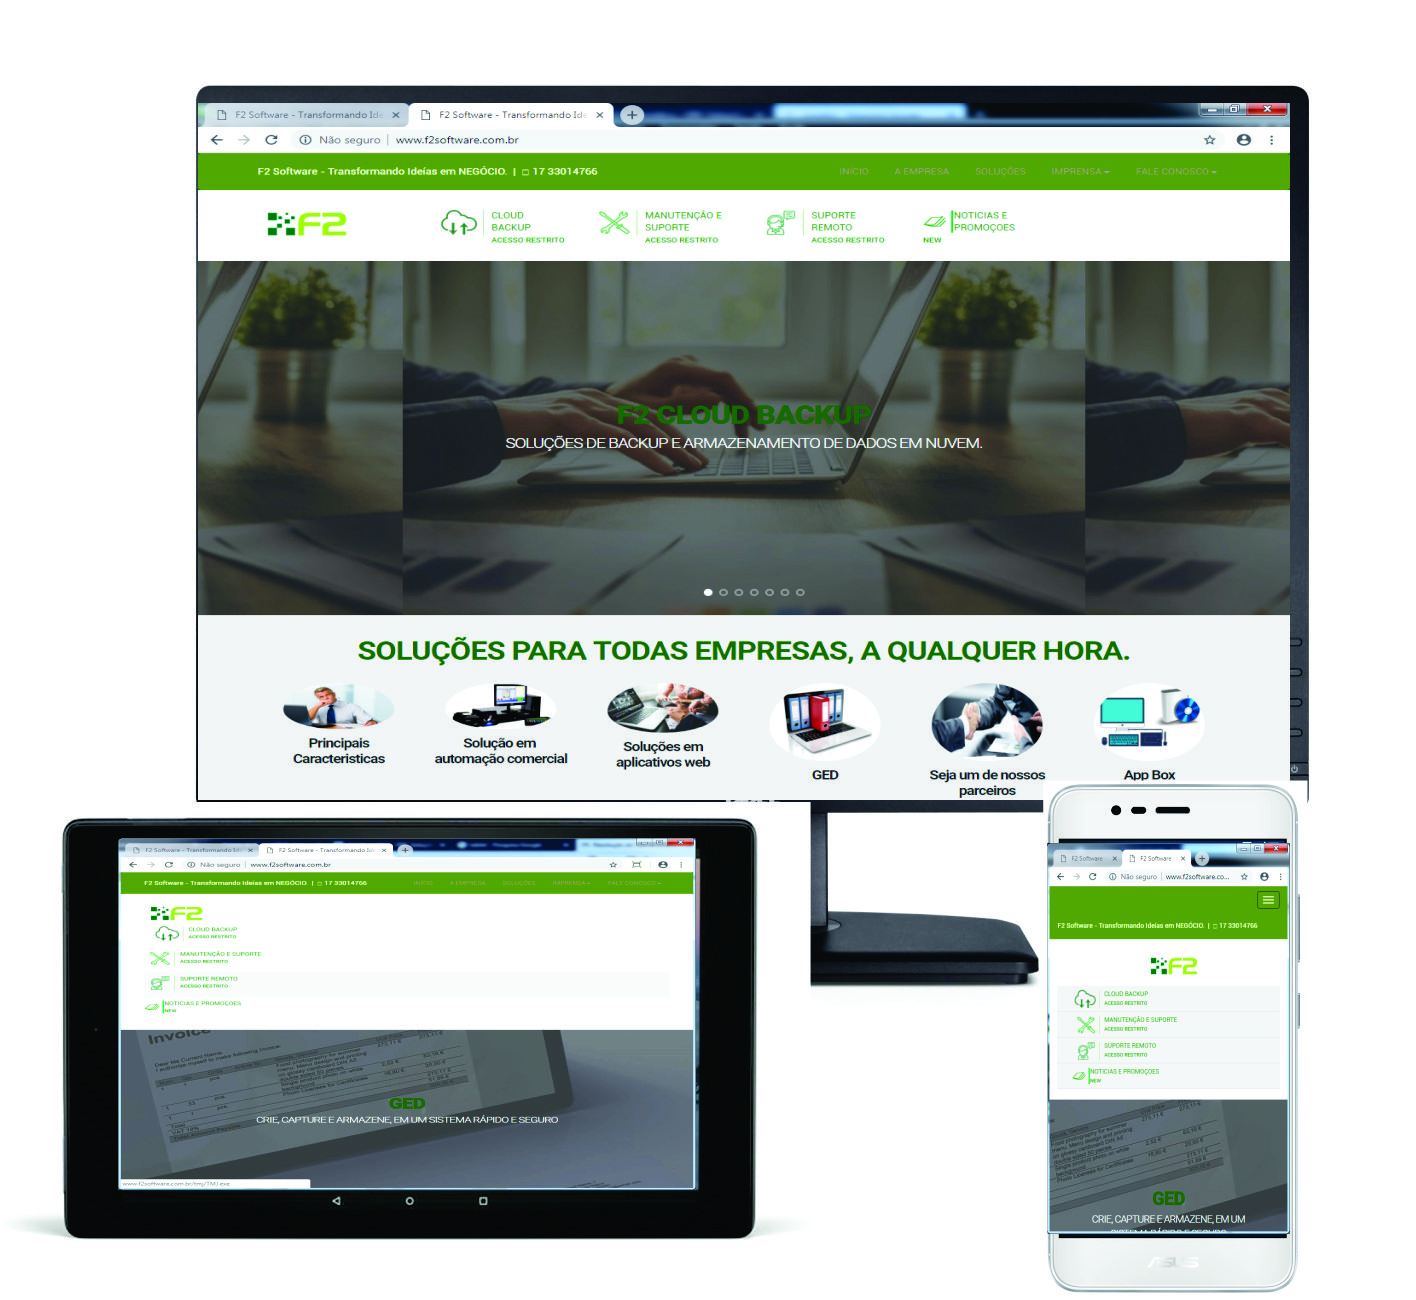 F2 Software - Transformando Ide
F2 Software - Transformando Ide
Não seguro | www.f2software.com.br
F2 Software - Transformando Ideías em NEGÓCIO. | 17 33014766
INÍCIO A EMPRESA SOLUÇÕES IMPRENSA FALE CONOSCO
F2
CLOUD
BACKUP
ACESSO RESTRITO
MANUTENÇÃO E
SUPORTE
ACESSO RESTRITO
SUPORTE
REMOTO
ACESSO RESTRITO
NOTICIAS E
PROMOÇOES
NEW
F2 CLOUD BACKUP
SOLUÇÕES DE BACKUP E ARMAZENAMENTO DE DADOS EM NUVEM.
SOLUÇÕES PARA TODAS EMPRESAS, A QUALQUER HORA.
Principais
Caracteristicas
Solução em
automação comercial
Soluções em
aplicativos web
GED
Seja um de nossos
parceiros
App Box
F2 Software - Transformando Ide
F2 Software - Transformando Ide
Não seguro | www.f2software.com.br
F2 Software - Transformando Ideías em NEGÓCIO. | 17 33014766
INÍCIO A EMPRESA SOLUÇÕES IMPRENSA FALE CONOSCO
F2
CLOUD BACKUP
ACESSO RESTRITO
MANUTENÇÃO E SUPORTE
ACESSO RESTRITO
SUPORTE REMOTO
ACESSO RESTRITO
NOTICIAS E PROMOÇOES
NEW
Invoice
GED
CRIE, CAPTURE E ARMAZENE, EM UM SISTEMA RÁPIDO E SEGURO
www.f2software.com.br/tmj/TMJ.exe
F2 Software
F2 Software
Não seguro | www.f2software.co...
F2 Software - Transformando Ideías em NEGÓCIO. | 17 33014766
F2
CLOUD BACKUP
ACESSO RESTRITO
MANUTENÇÃO E SUPORTE
ACESSO RESTRITO
SUPORTE REMOTO
ACESSO RESTRITO
NOTICIAS E PROMOÇOES
NEW
GED
CRIE, CAPTURE E ARMAZENE, EM UM
SISTEMA RÁPIDO E SEGURO
ASUS